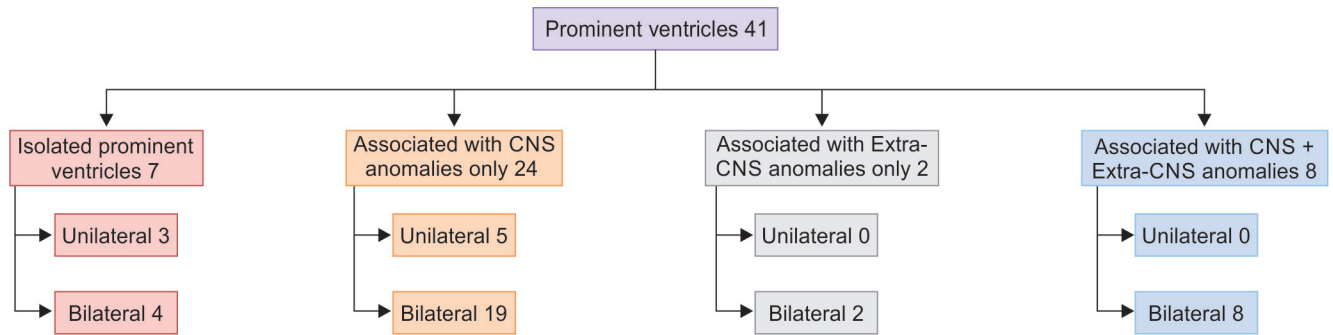 Prominent ventricles 41
Isolated prominent
ventricles 7
Associated with CNS
anomalies only 24
Associated with Extra-
CNS anomalies only 2
Associated with CNS +
Extra-CNS anomalies 8
Unilateral 3
Unilateral 5
Unilateral 0
Unilateral 0
Bilateral 4
Bilateral 19
Bilateral 2
Bilateral 8